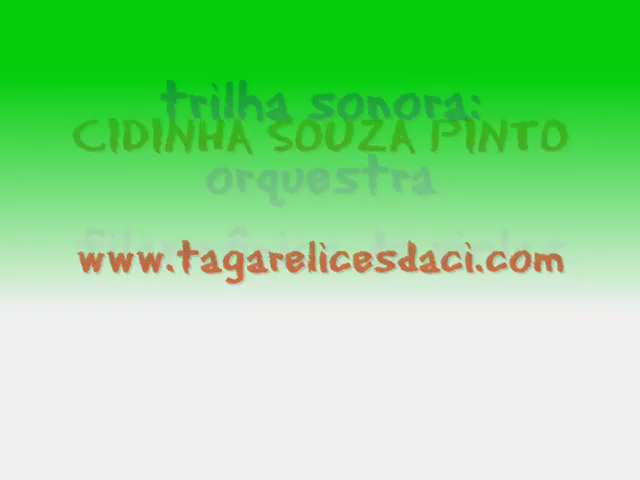 trilha sonora:
CIDINHA SOUZA PINTO
orquestra
www.tagarelicesdaci.com